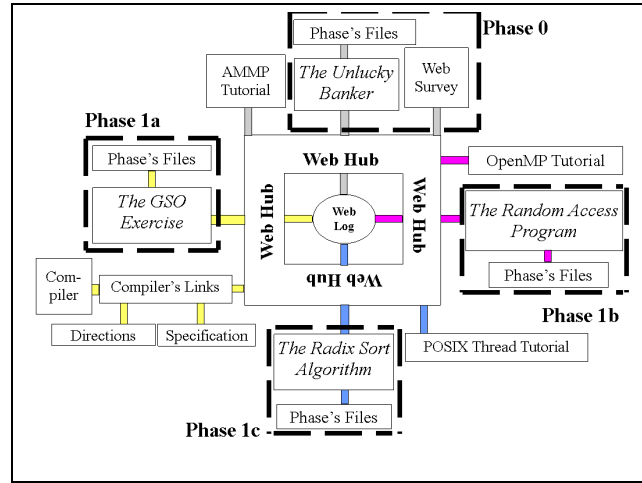 Phase 0
Phase's Files
AMMP
Tutorial
The Unlucky
Banker
Web
Survey
Phase 1a
Phase's Files
The GSO
Exercise
Web Hub
Web Hub
Web
Log
Web Hub
Web Hub
OpenMP Tutorial
The Random Access
Program
Phase's Files
Phase 1b
Com-
piler
Compiler's Links
Directions
Specification
The Radix Sort
Algorithm
POSIX Thread Tutorial
Phase's Files
Phase 1c